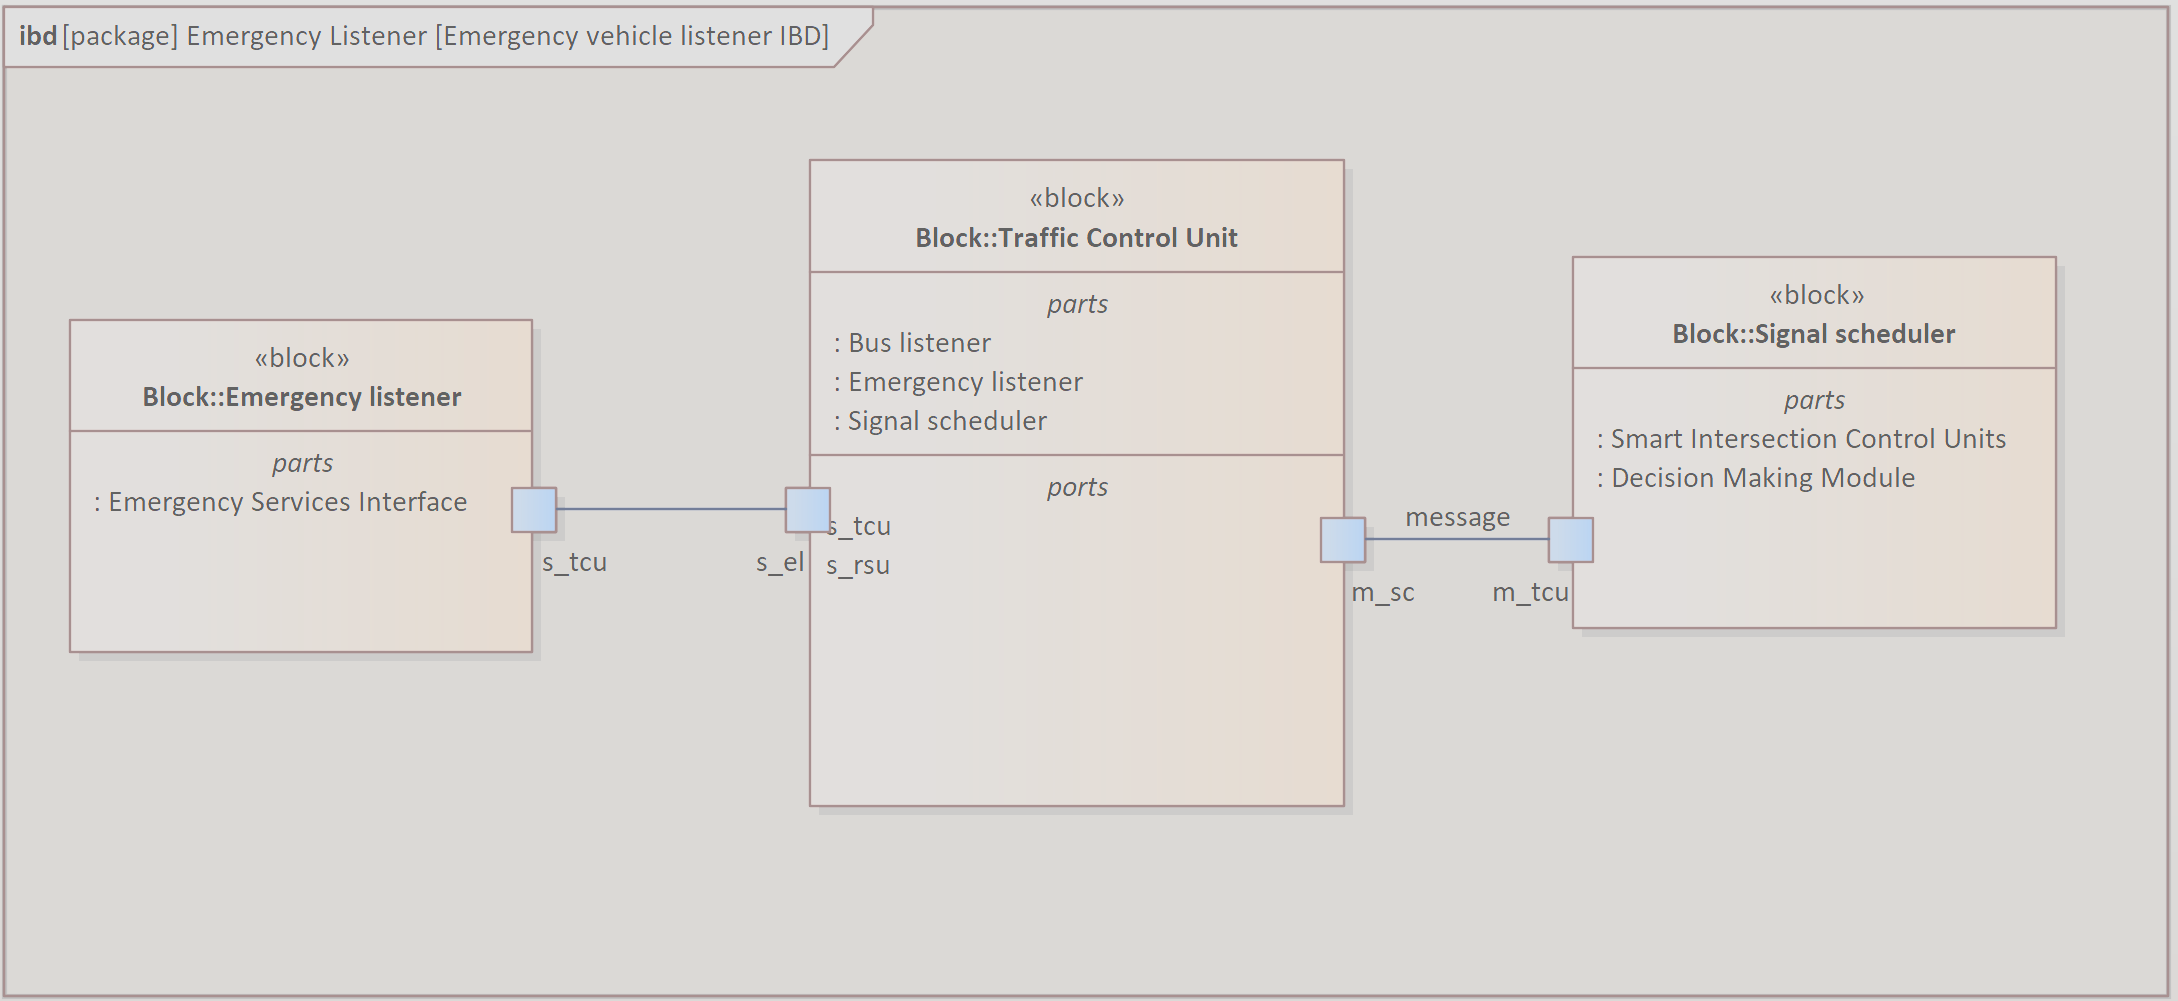 ibd [package] Emergency Listener [Emergency vehicle listener IBD]
«block»
Block::Emergency listener
parts
: Emergency Services Interface
s_tcu
s_el
«block»
Block::Traffic Control Unit
parts
: Bus listener
: Emergency listener
: Signal scheduler
ports
s_tcu
s_rsu
m_sc
message
m_tcu
«block»
Block::Signal scheduler
parts
: Smart Intersection Control Units
: Decision Making Module